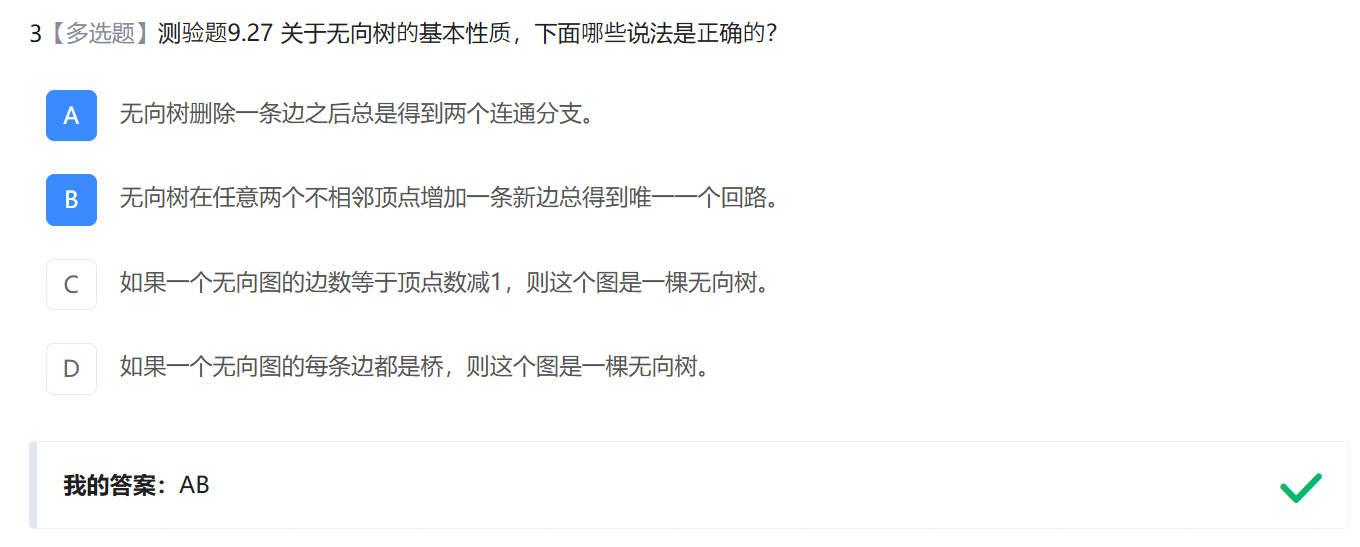 3【多选题】测验题9.27 关于无向树的基本性质，下面哪些说法是正确的？
A 无向树删除一条边之后总是得到两个连通分支。
B 无向树在任意两个不相邻顶点增加一条新边总得到唯一一个回路。
C 如果一个无向图的边数等于顶点数减1，则这个图是一棵无向树。
D 如果一个无向图的每条边都是桥，则这个图是一棵无向树。
我的答案：AB